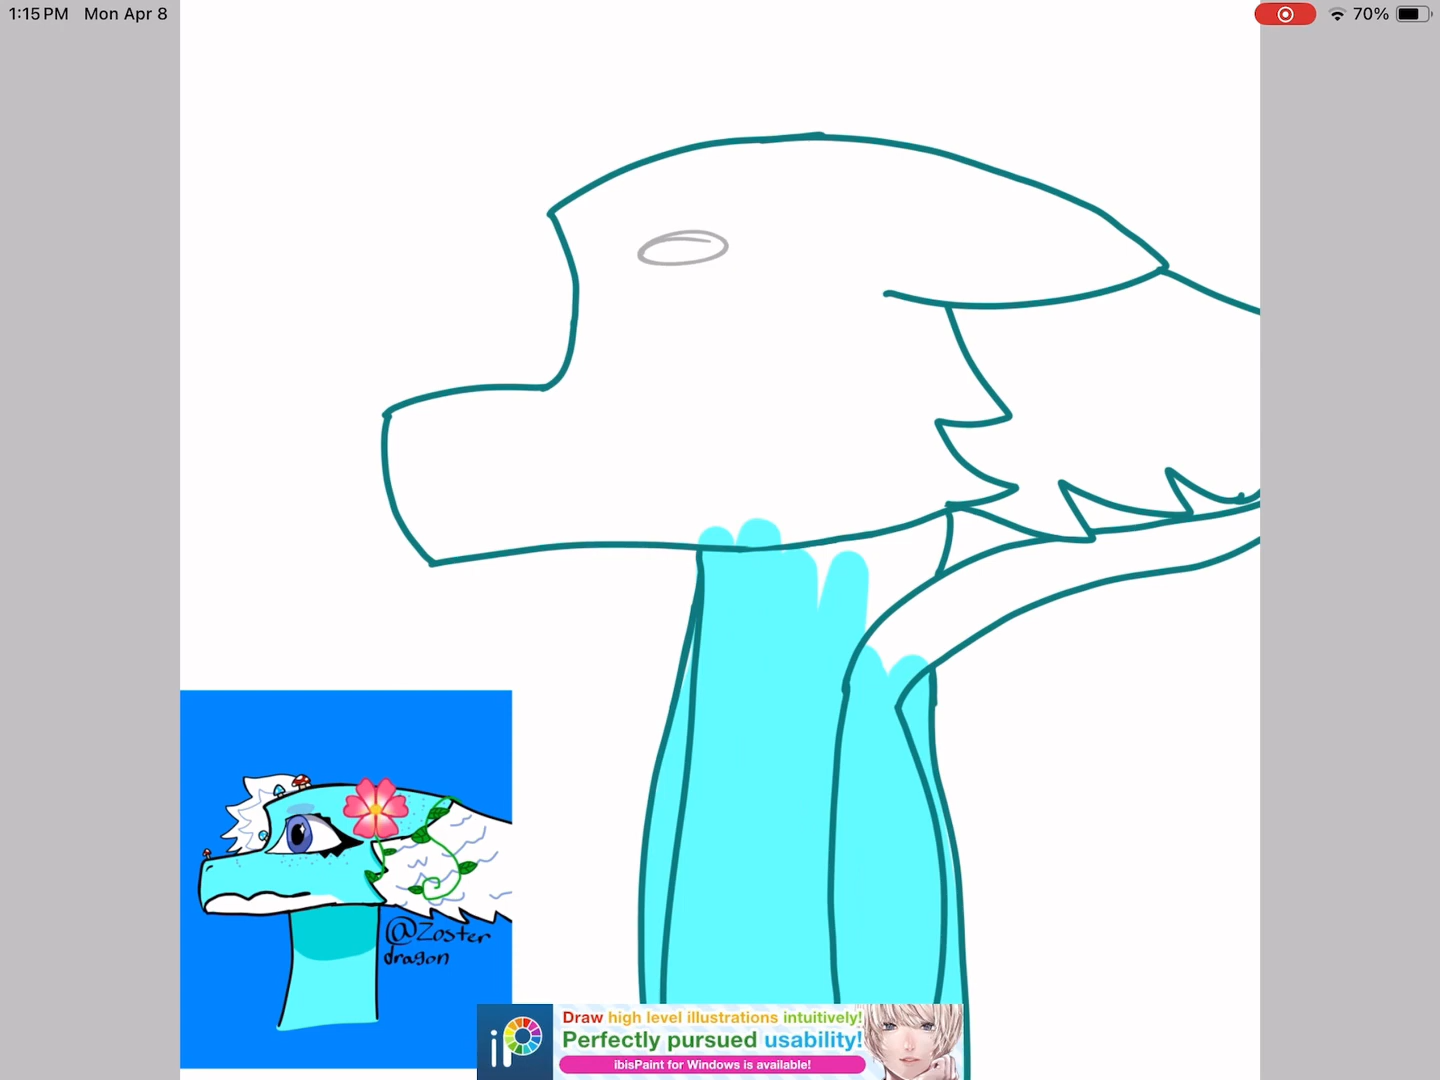 1:15 PM Mon Apr 8
70%
@Zoster
dragon
iP
Draw high level illustrations intuitively!
Perfectly pursued usability!
ibisPaint for Windows is available!